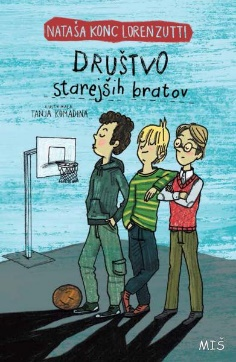 NATAŠA KONC LORENZUTTI
DRUŠTVO
starejših bratov
TANJA KOMADINA
MIŠ